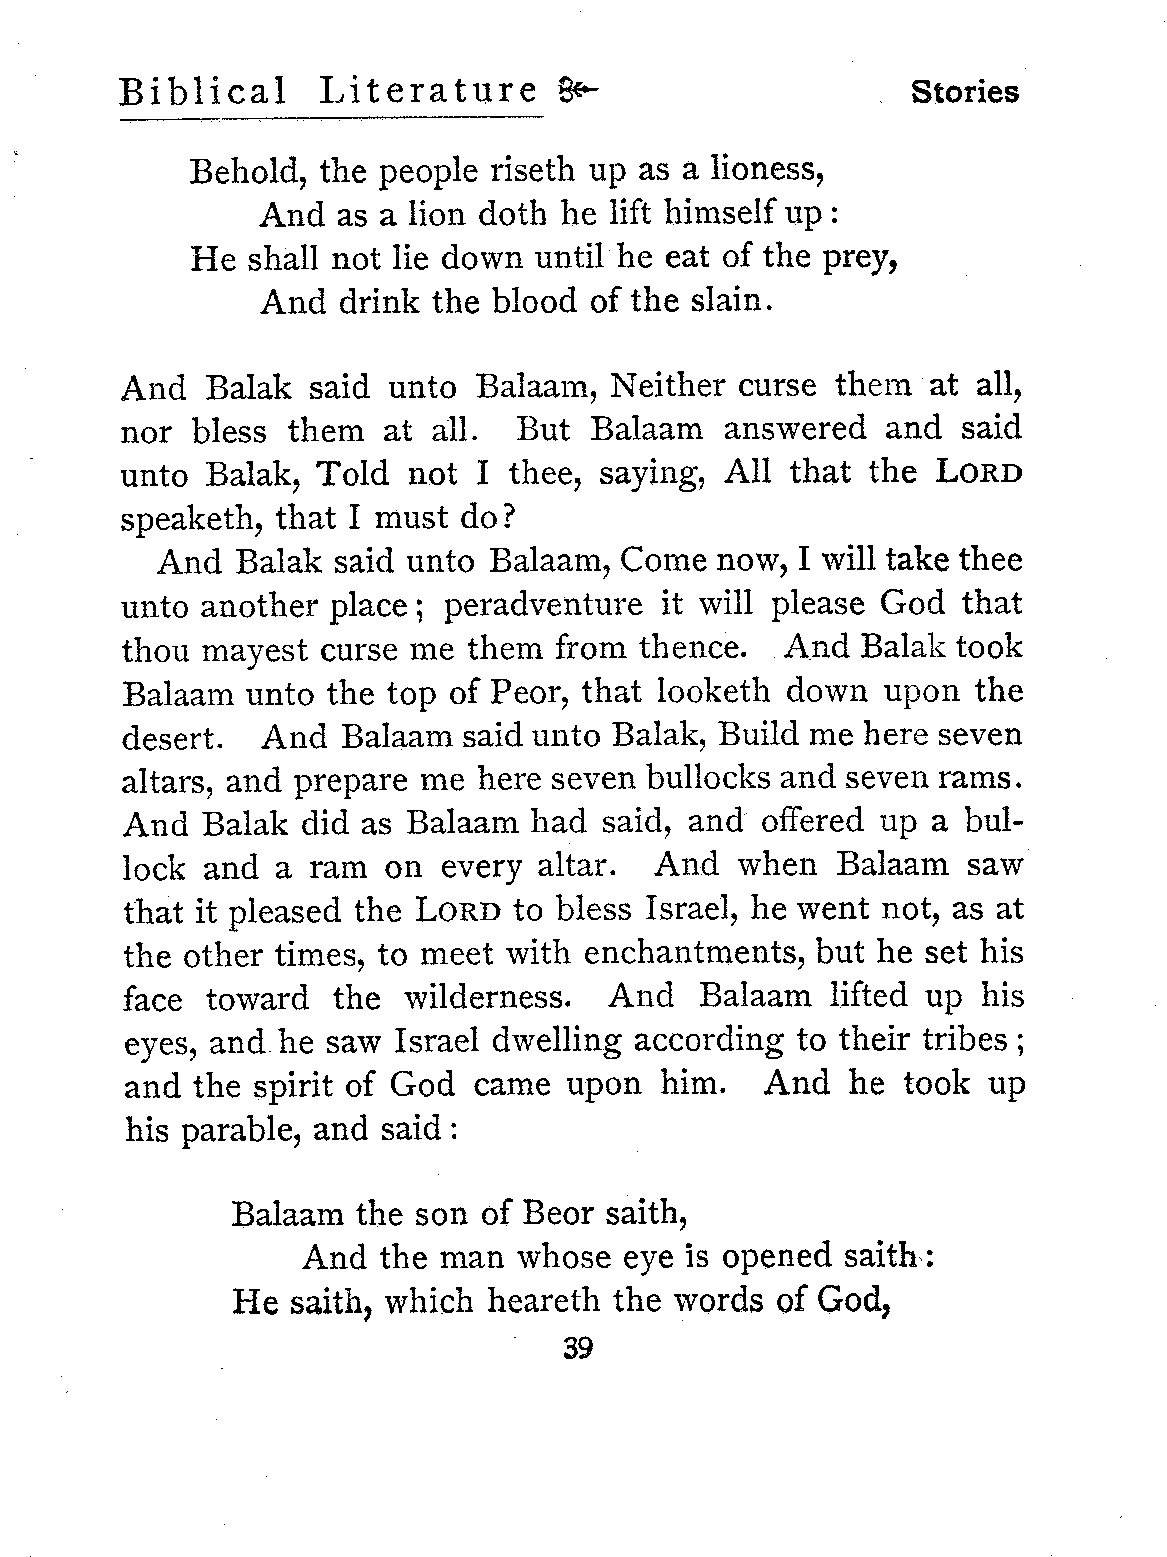 Biblical Literature Stories
Behold, the people riseth up as a lioness,
And as a lion doth he lift himself up :
He shall not lie down until he eat of the prey,
And drink the blood of the slain.
And Balak said unto Balaam, Neither curse them at all,
nor bless them at all. But Balaam answered and said
unto Balak, Told not I thee, saying, All that the LORD
speaketh, that I must do?
And Balak said unto Balaam, Come now, I will take thee
unto another place ; peradventure it will please God that
thou mayest curse me them from thence. And Balak took
Balaam unto the top of Peor, that looketh down upon the
desert. And Balaam said unto Balak, Build me here seven
altars, and prepare me here seven bullocks and seven rams.
And Balak did as Balaam had said, and offered up a bul-
lock and a ram on every altar. And when Balaam saw
that it pleased the LORD to bless Israel, he went not, as at
the other times, to meet with enchantments, but he set his
face toward the wilderness. And Balaam lifted up his
eyes, and he saw Israel dwelling according to their tribes ;
and the spirit of God came upon him. And he took up
his parable, and said :
Balaam the son of Beor saith,
And the man whose eye is opened saith :
He saith, which heareth the words of God,
39